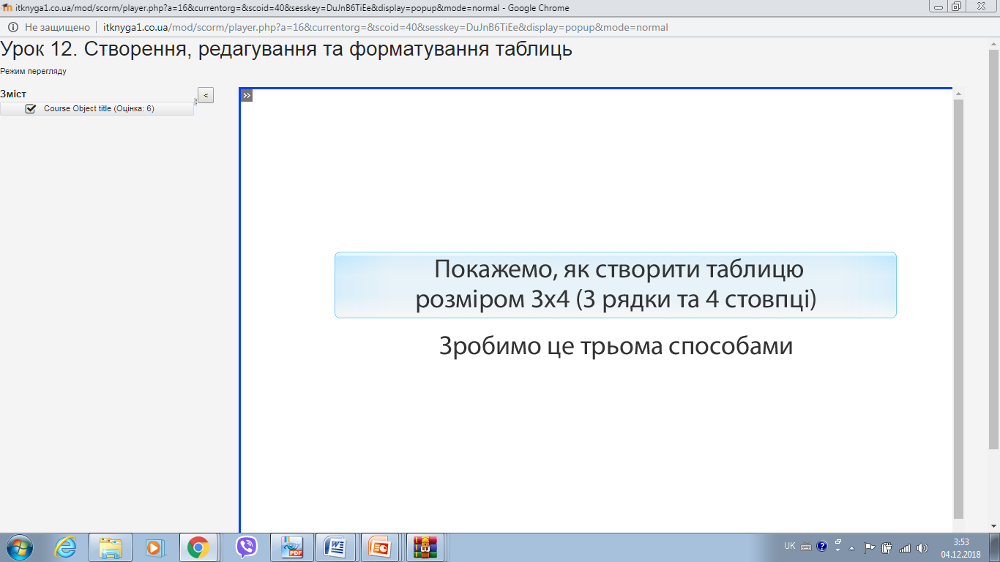 itknyga1.co.ua/mod/scorm/player.php?a=16&currentorg=&scoid=40&sesskey=DuJnB6TiEe&display=popup&mode=normal - Google Chrome
Не защищено itknyga1.co.ua/mod/scorm/player.php?a=16&currentorg=&scoid=40&sesskey=DuJnB6TiEe&display=popup&mode=normal
Урок 12. Створення, редагування та форматування таблиць
Режим перегляду
Зміст
<
Course Object title (Оцінка: 6)
»
Покажемо, як створити таблицю
розміром 3x4 (3 рядки та 4 стовпці)
Зробимо це трьома способами
PDF
UK
3:53
04.12.2018